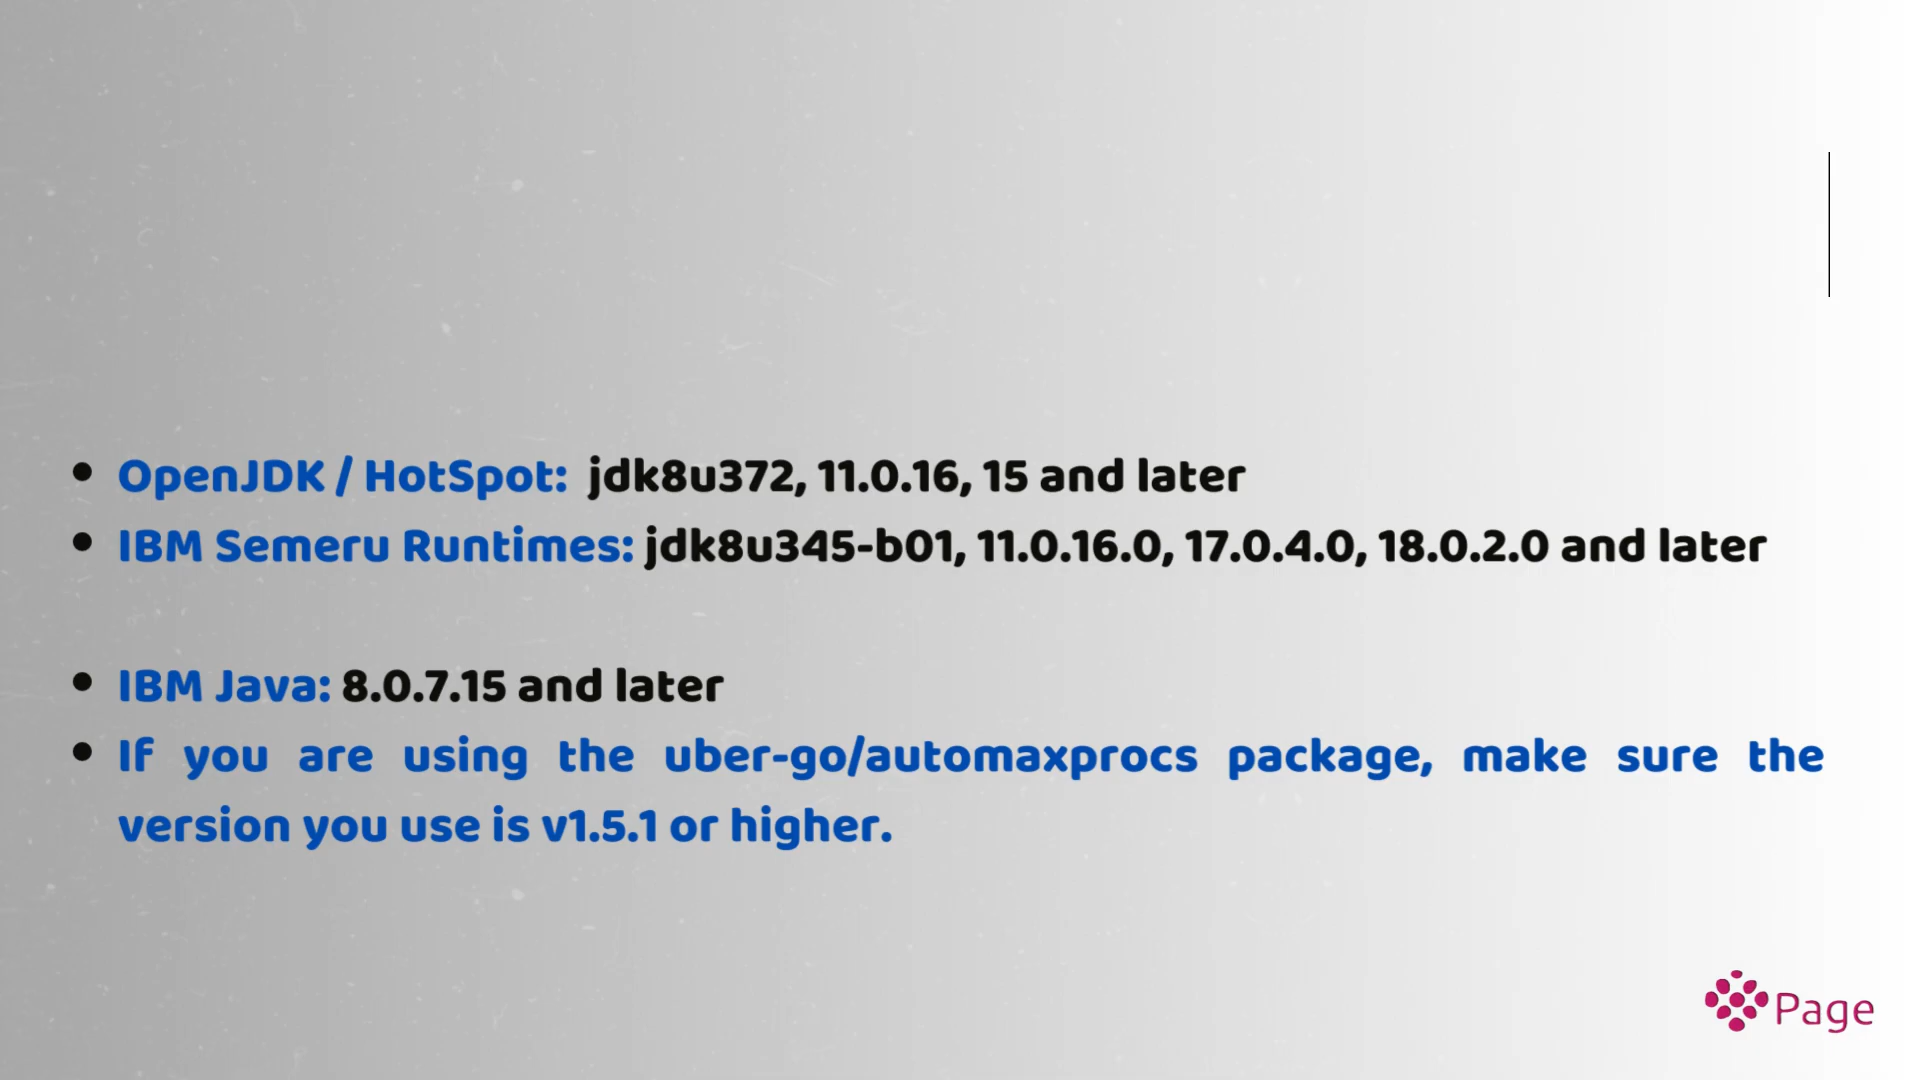 • OpenJDK / HotSpot: jdk8u372, 11.0.16, 15 and later
• IBM Semeru Runtimes: jdk8u345-b01, 11.0.16.0, 17.0.4.0, 18.0.2.0 and later
• IBM Java: 8.0.7.15 and later
• If you are using the uber-go/automaxprocs package, make sure the
version you use is v1.5.1 or higher.
Page